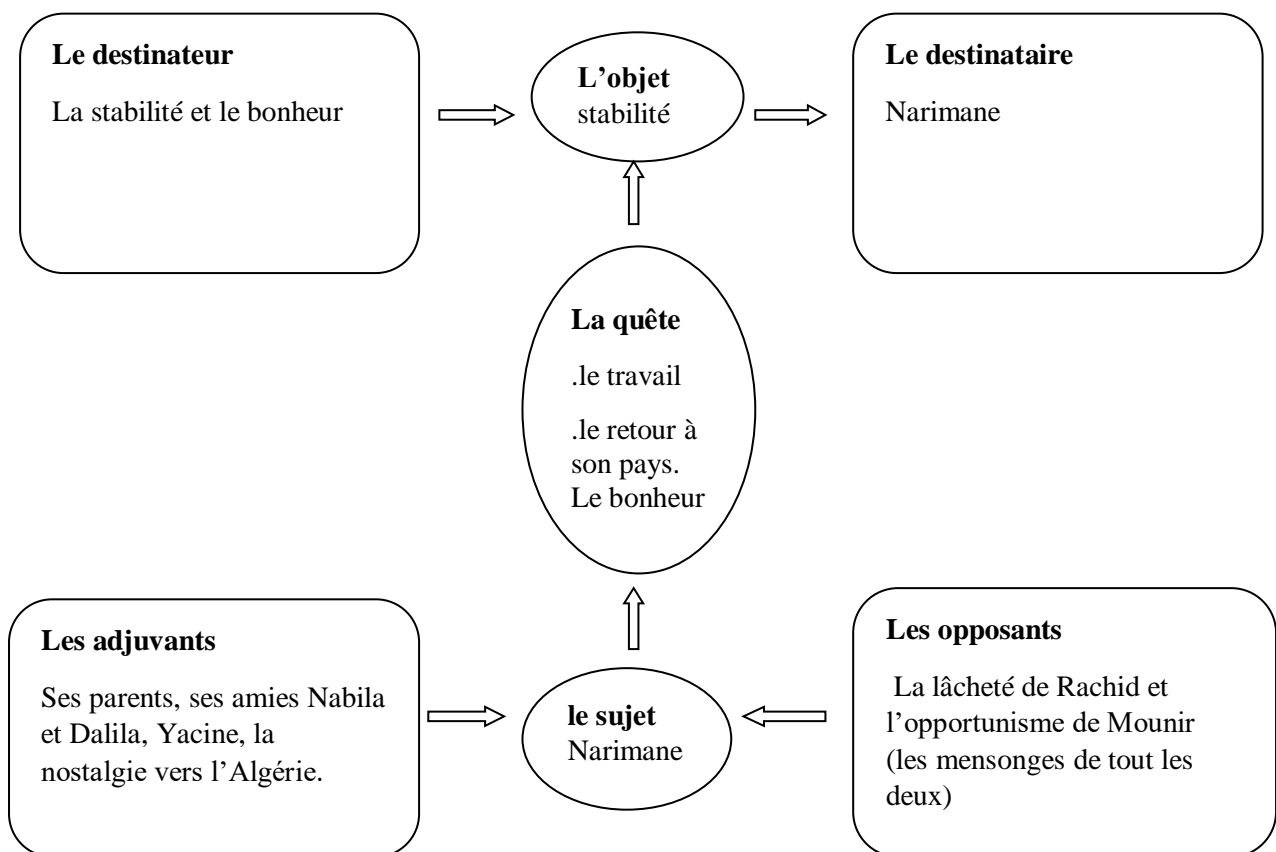 Le destinateur
La stabilité et le bonheur
L’objet
stabilité
Le destinataire
Narimane
La quête
.le travail
.le retour à
son pays.
Le bonheur
Les adjuvants
Ses parents, ses amies Nabila
et Dalila, Yacine, la
nostalgie vers l’Algérie.
le sujet
Narimane
Les opposants
La lâcheté de Rachid et
l’opportunisme de Mounir
(les mensonges de tout les
deux)